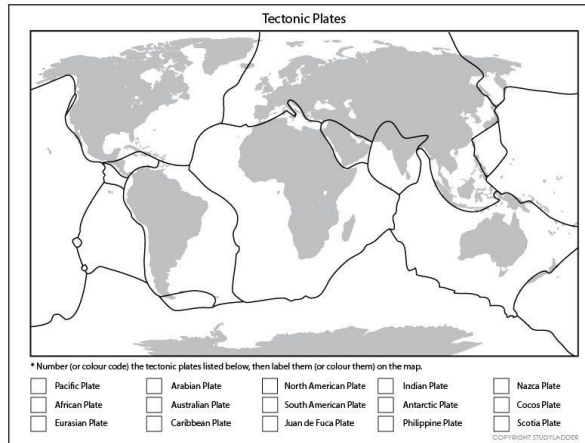 Tectonic Plates
* Number (or colour code) the tectonic plates listed below, then label them (or colour them) on the map.
Pacific Plate Arabian Plate North American Plate Indian Plate Nazca Plate
African Plate Australian Plate South American Plate Antarctic Plate Cocos Plate
Eurasian Plate Caribbean Plate Juan de Fuca Plate Philippine Plate Scotia Plate
COPYRIGHT STUDYLADDER